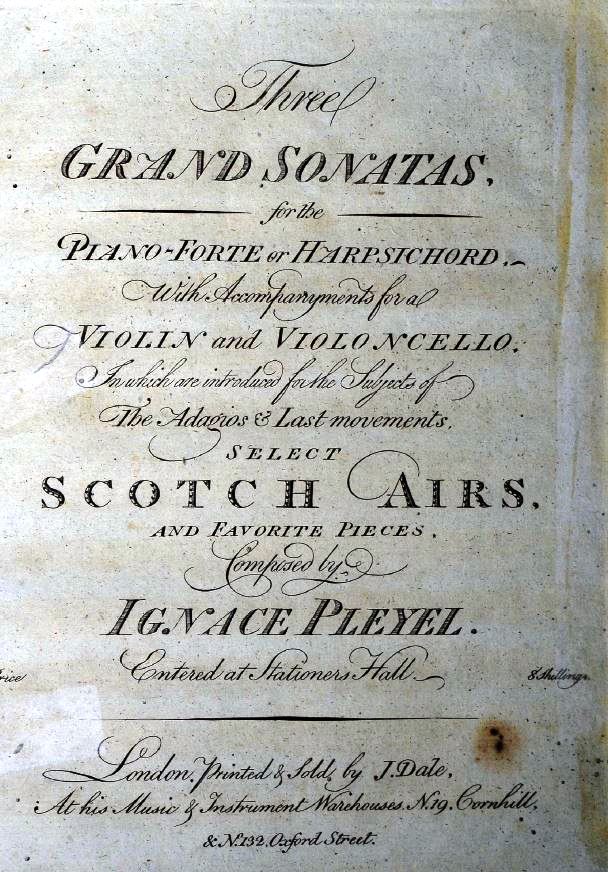 Three
GRAND SONATAS,
for the
PIANO-FORTE or HARPSICHORD.
With Accompanyments for a
VIOLIN and VIOLONCELLO.
In which are introduced for the Subjects of
The Adagios & Last movements,
SELECT
SCOTCH AIRS,
AND FAVORITE PIECES,
Composed by
IGNACE PLEYEL.
Entered at Stationers Hall
Price 8 Shillings
London, Printed & Sold, by J. Dale,
At his Music & Instrument Warehouses. N. 19. Cornhill,
& N. 132, Oxford Street.